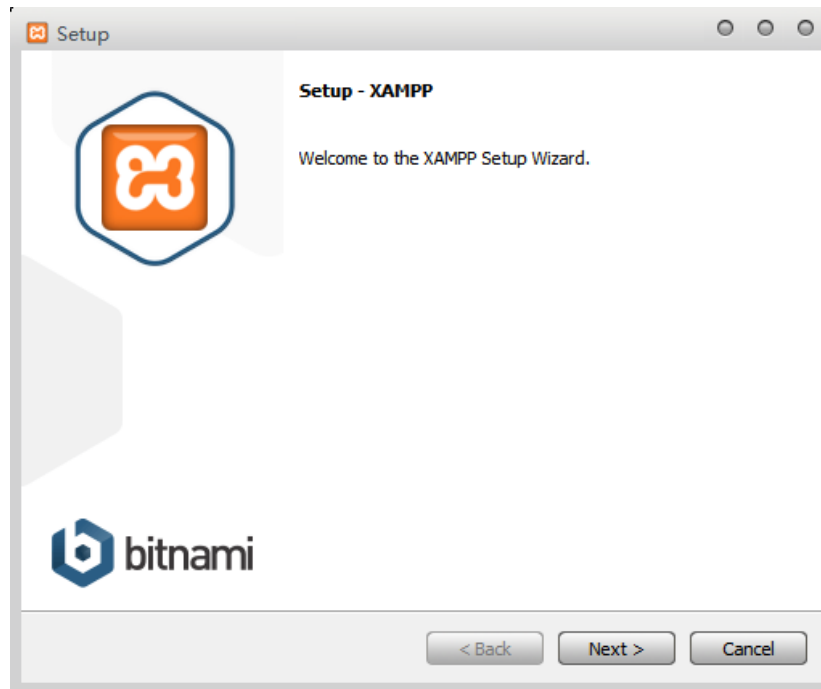 Setup
Setup - XAMPP
Welcome to the XAMPP Setup Wizard.
bitnami
< Back
Next >
Cancel